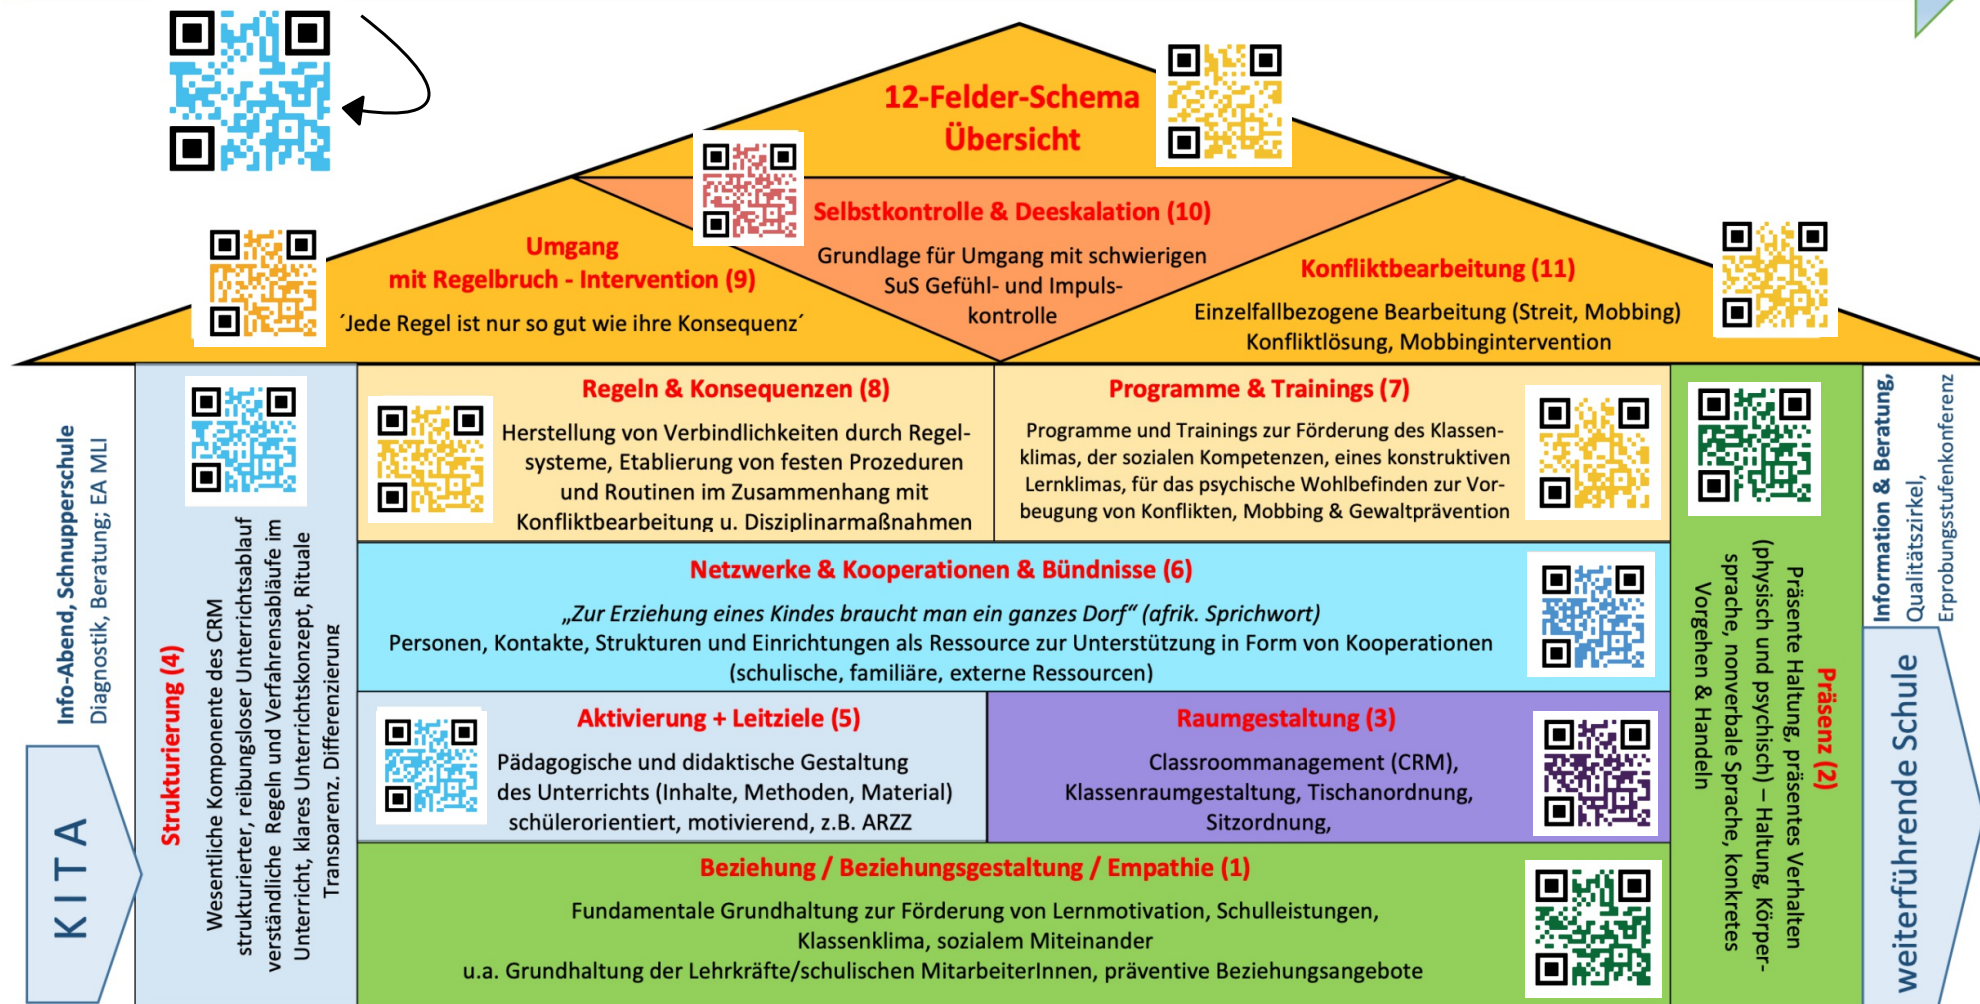 12-Felder-Schema
Übersicht
Selbstkontrolle & Deeskalation (10)
Grundlage für Umgang mit schwierigen
SuS Gefühl- und Impuls-
kontrolle
Umgang
mit Regelbruch - Intervention (9)
´Jede Regel ist nur so gut wie ihre Konsequenz´
Konfliktbearbeitung (11)
Einzelfallbezogene Bearbeitung (Streit, Mobbing)
Konfliktlösung, Mobbingintervention
Info-Abend, Schnupperschule
Diagnostik, Beratung; EA MLI
KITA
Strukturierung (4)
Wesentliche Komponente des CRM
strukturierter, reibungsloser Unterrichtsablauf
verständliche Regeln und Verfahrensabläufe im
Unterricht, klares Unterrichtskonzept, Rituale
Transparenz. Differenzierung
Regeln & Konsequenzen (8)
Herstellung von Verbindlichkeiten durch Regel-
systeme, Etablierung von festen Prozeduren
und Routinen im Zusammenhang mit
Konfliktbearbeitung u. Disziplinarmaßnahmen
Programme & Trainings (7)
Programme und Trainings zur Förderung des Klassen-
klimas, der sozialen Kompetenzen, eines konstruktiven
Lernklimas, für das psychische Wohlbefinden zur Vor-
beugung von Konflikten, Mobbing & Gewaltprävention
Netzwerke & Kooperationen & Bündnisse (6)
„Zur Erziehung eines Kindes braucht man ein ganzes Dorf“ (afrik. Sprichwort)
Personen, Kontakte, Strukturen und Einrichtungen als Ressource zur Unterstützung in Form von Kooperationen
(schulische, familiäre, externe Ressourcen)
Aktivierung + Leitziele (5)
Pädagogische und didaktische Gestaltung
des Unterrichts (Inhalte, Methoden, Material)
schülerorientiert, motivierend, z.B. ARZZ
Raumgestaltung (3)
Classroommanagement (CRM),
Klassenraumgestaltung, Tischanordnung,
Sitzordnung,
Beziehung / Beziehungsgestaltung / Empathie (1)
Fundamentale Grundhaltung zur Förderung von Lernmotivation, Schulleistungen,
Klassenklima, sozialem Miteinander
u.a. Grundhaltung der Lehrkräfte/schulischen MitarbeiterInnen, präventive Beziehungsangebote
Präsenz (2)
Präsente Haltung, präsentes Verhalten
(physisch und psychisch) – Haltung, Körper-
sprache, nonverbale Sprache, konkretes
Vorgehen & Handeln
Information & Beratung,
Qualitätszirkel,
Erprobungsstufenkonferenz
weiterführende Schule